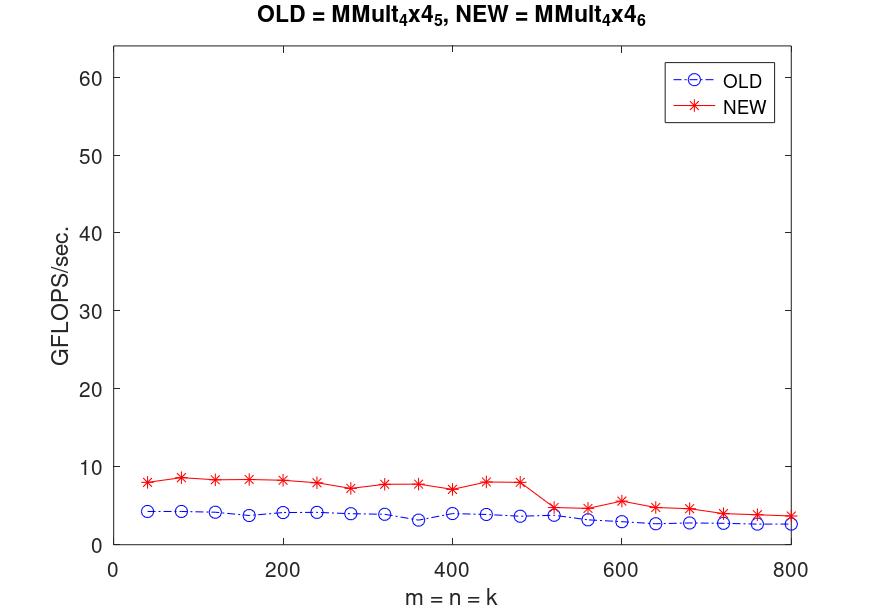 OLD = MMult₄x4₅, NEW = MMult₄x4₆
OLD
NEW
GFLOPS/sec.
60
50
40
30
20
10
0
0 200 400 600 800
m = n = k